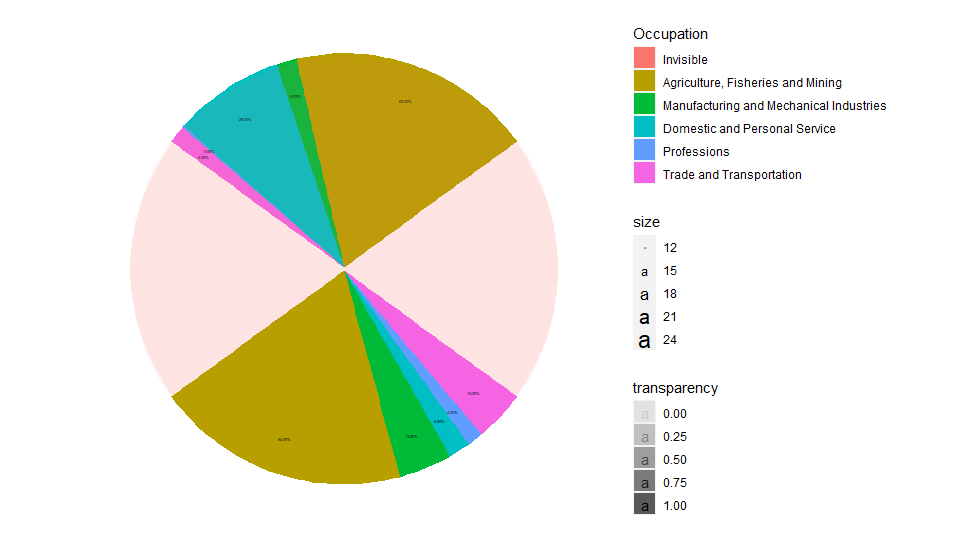 Occupation
Invisible
Agriculture, Fisheries and Mining
Manufacturing and Mechanical Industries
Domestic and Personal Service
Professions
Trade and Transportation
size
12
a 15
a 18
a 21
a 24
transparency
a 0.00
a 0.25
a 0.50
a 0.75
a 1.00